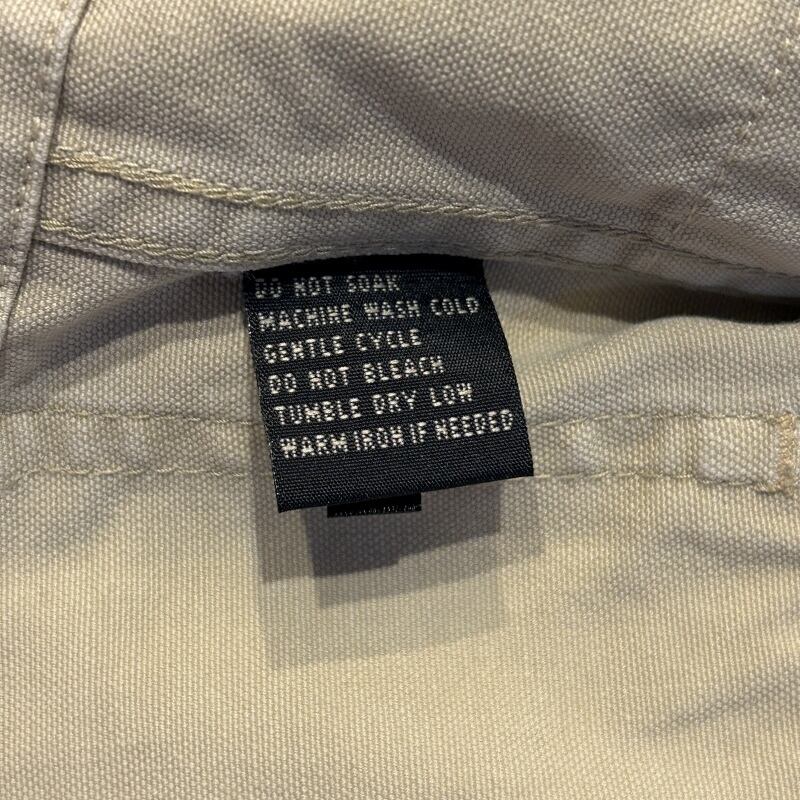 DO NOT SOAK
MACHINE WASH COLD
GENTLE CYCLE
DO NOT BLEACH
TUMBLE DRY LOW
WARM IRON IF NEEDED